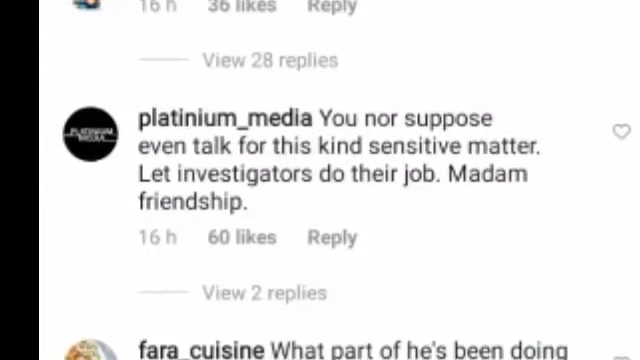 16 h 36 likes Reply
View 28 replies
PLATINIUM
MEDIA
platinium_media You nor suppose
even talk for this kind sensitive matter.
Let investigators do their job. Madam
friendship.
16 h 60 likes Reply
View 2 replies
fara_cuisine What part of he's been doing